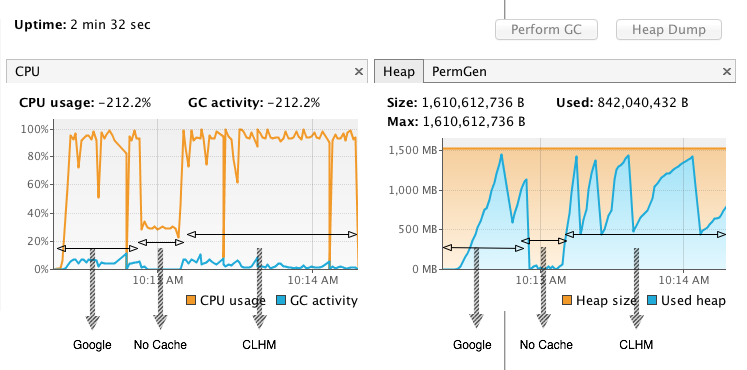 Uptime: 2 min 32 sec
Perform GC
Heap Dump
CPU
×
Heap
PermGen
×
CPU usage: -212.2%
GC activity: -212.2%
Size: 1,610,612,736 B
Used: 842,040,432 B
Max: 1,610,612,736 B
100%
80%
60%
40%
20%
0%
10:13 AM
10:14 AM
CPU usage
GC activity
1,500 MB
1,000 MB
500 MB
0 MB
10:13 AM
10:14 AM
Heap size
Used heap
Google
No Cache
CLHM
Google
No Cache
CLHM